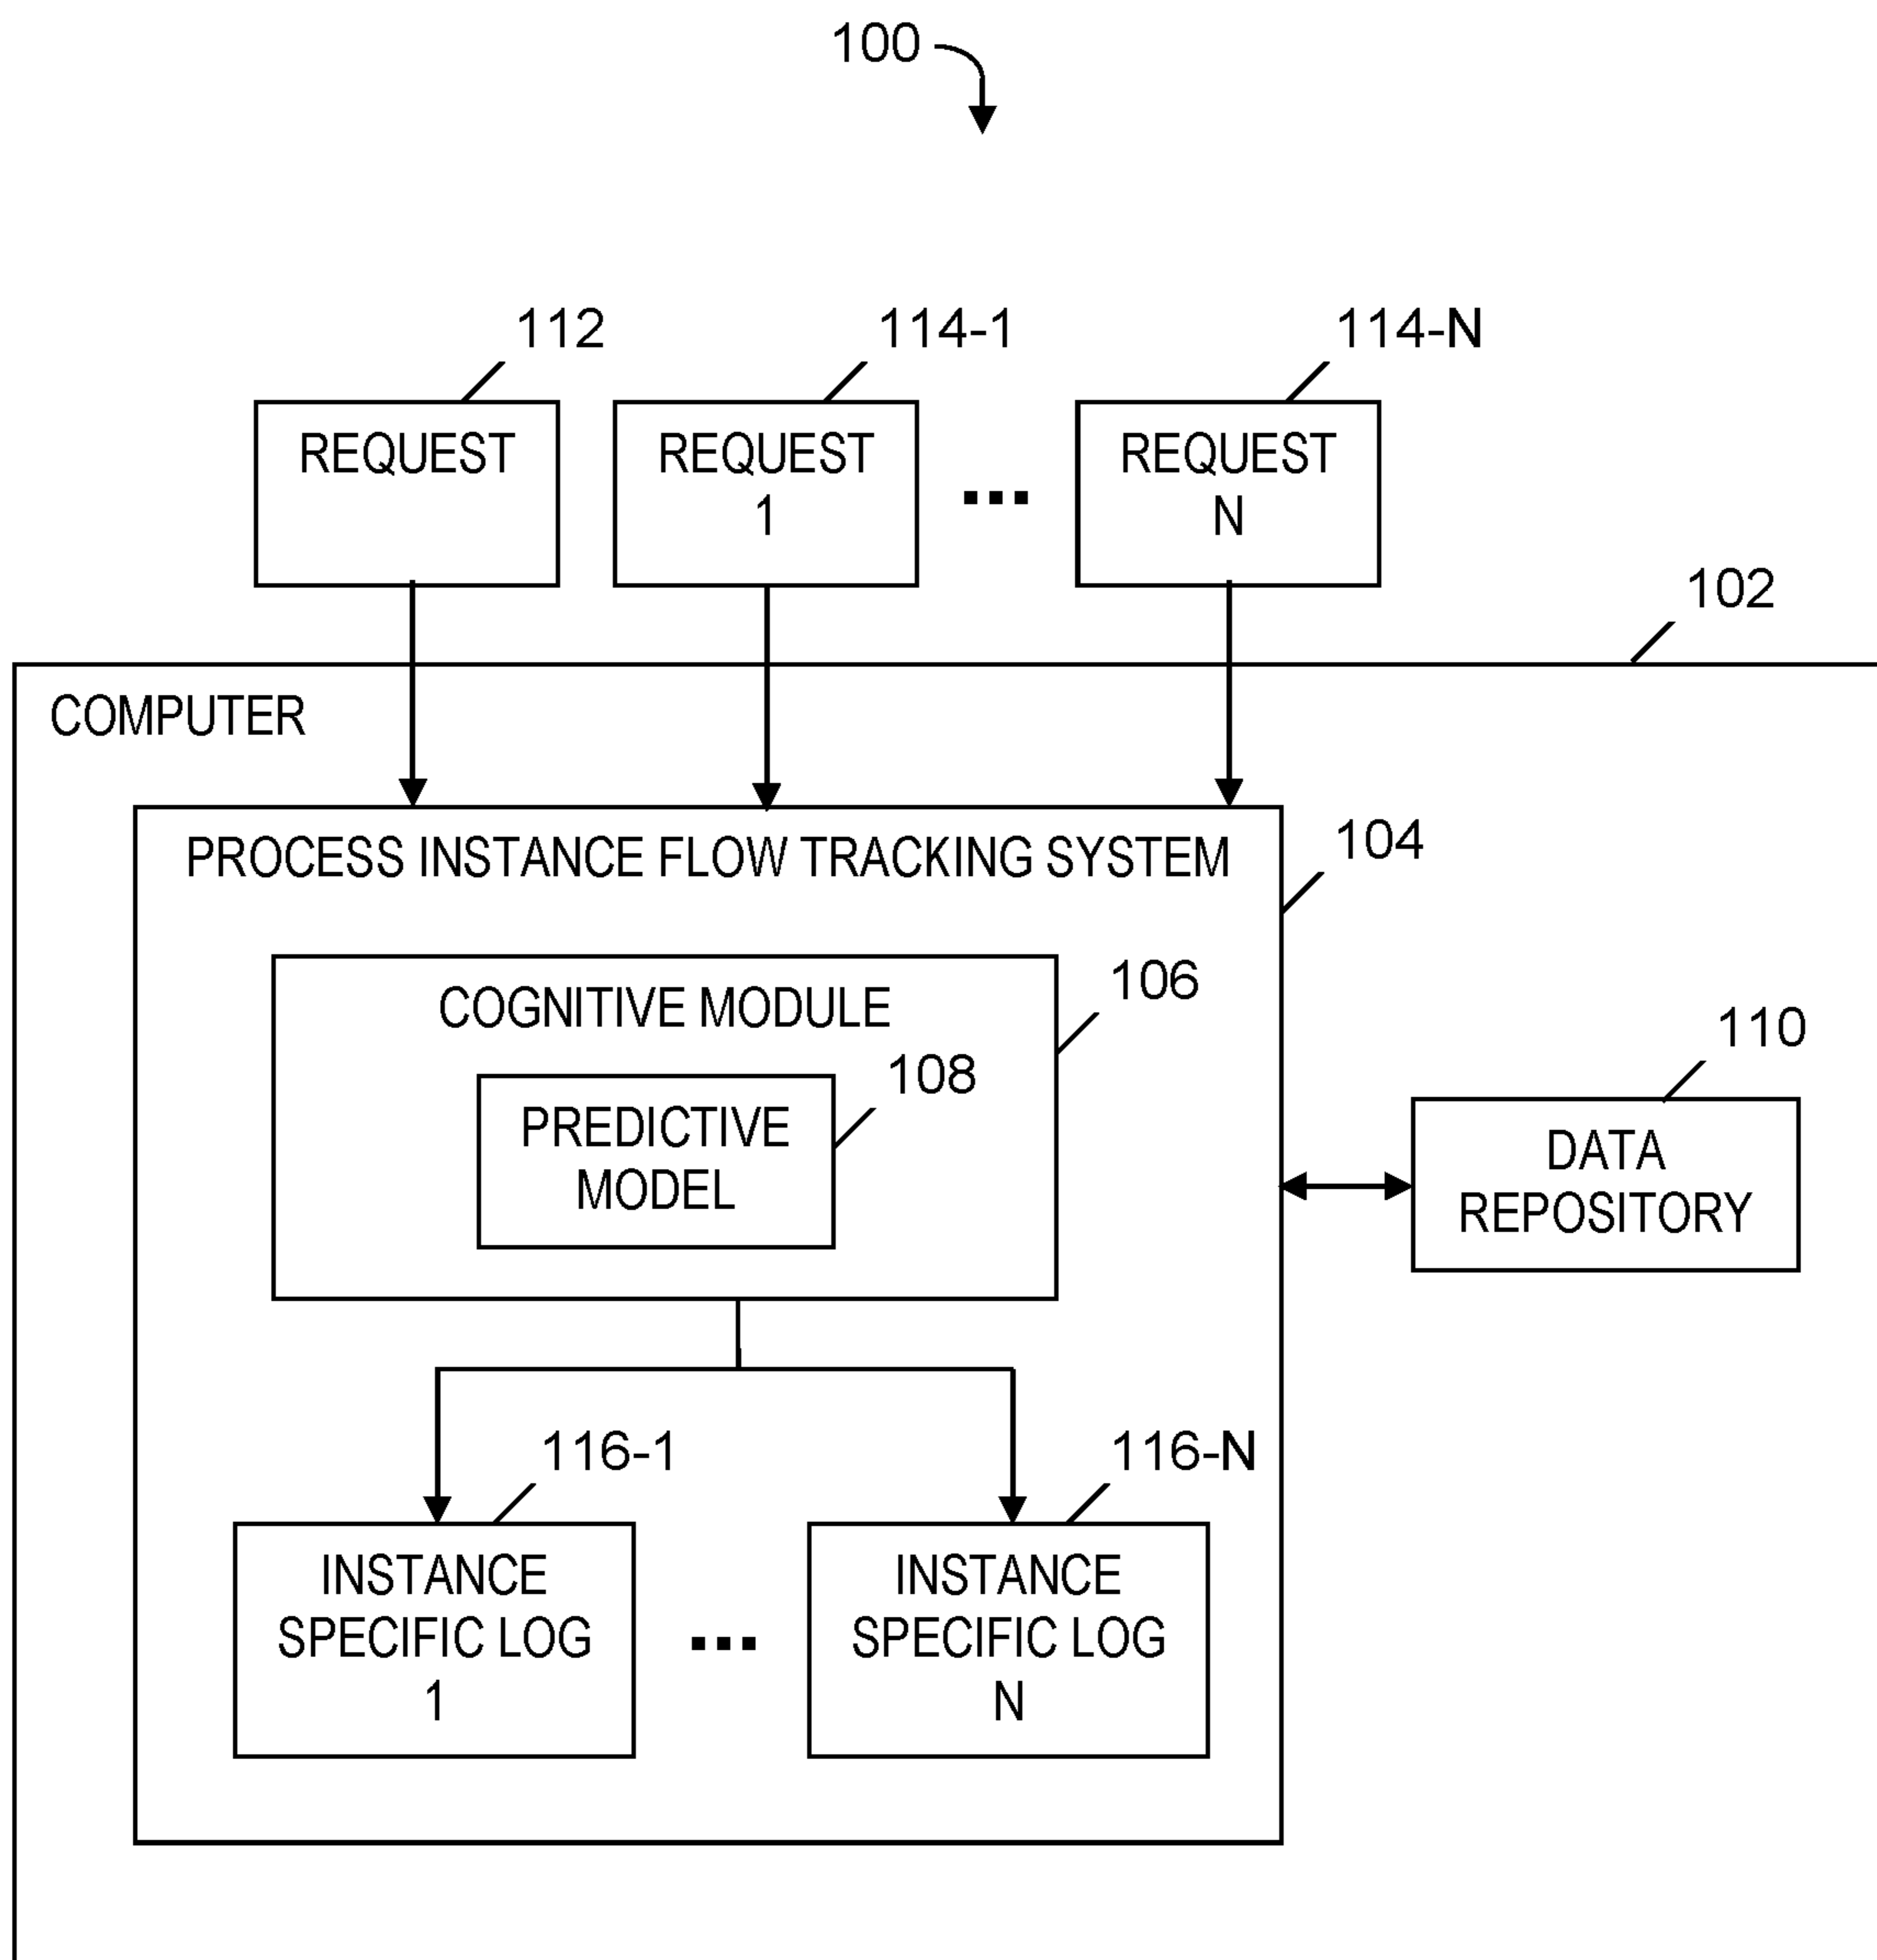 100
112
114-1
114-N
REQUEST
REQUEST
1
...
REQUEST
N
102
COMPUTER
PROCESS INSTANCE FLOW TRACKING SYSTEM
104
COGNITIVE MODULE
106
108
PREDICTIVE
MODEL
110
DATA
REPOSITORY
116-1
116-N
INSTANCE
SPECIFIC LOG
1
...
INSTANCE
SPECIFIC LOG
N